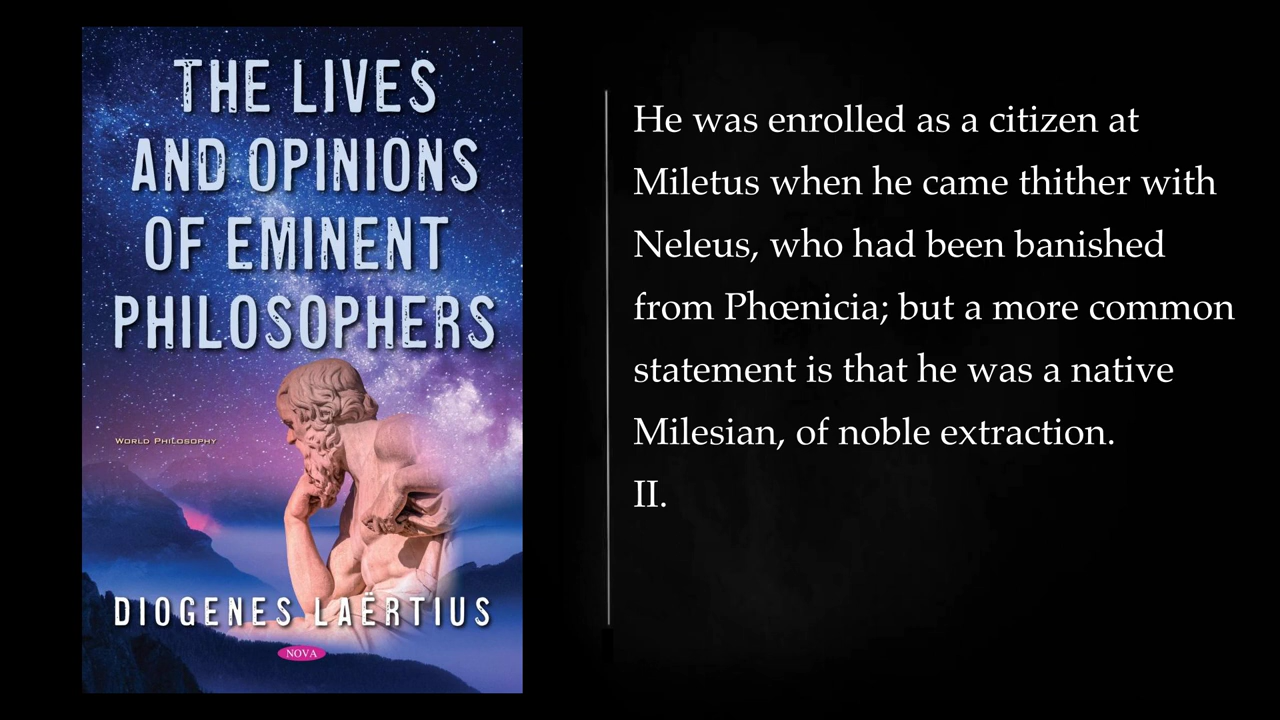 THE LIVES
AND OPINIONS
OF EMINENT
PHILOSOPHERS
WORLD PHILOSOPHY
DIOGENES LAËRTIUS
NOVA
He was enrolled as a citizen at
Miletus when he came thither with
Neleus, who had been banished
from Phœnicia; but a more common
statement is that he was a native
Milesian, of noble extraction.
II.